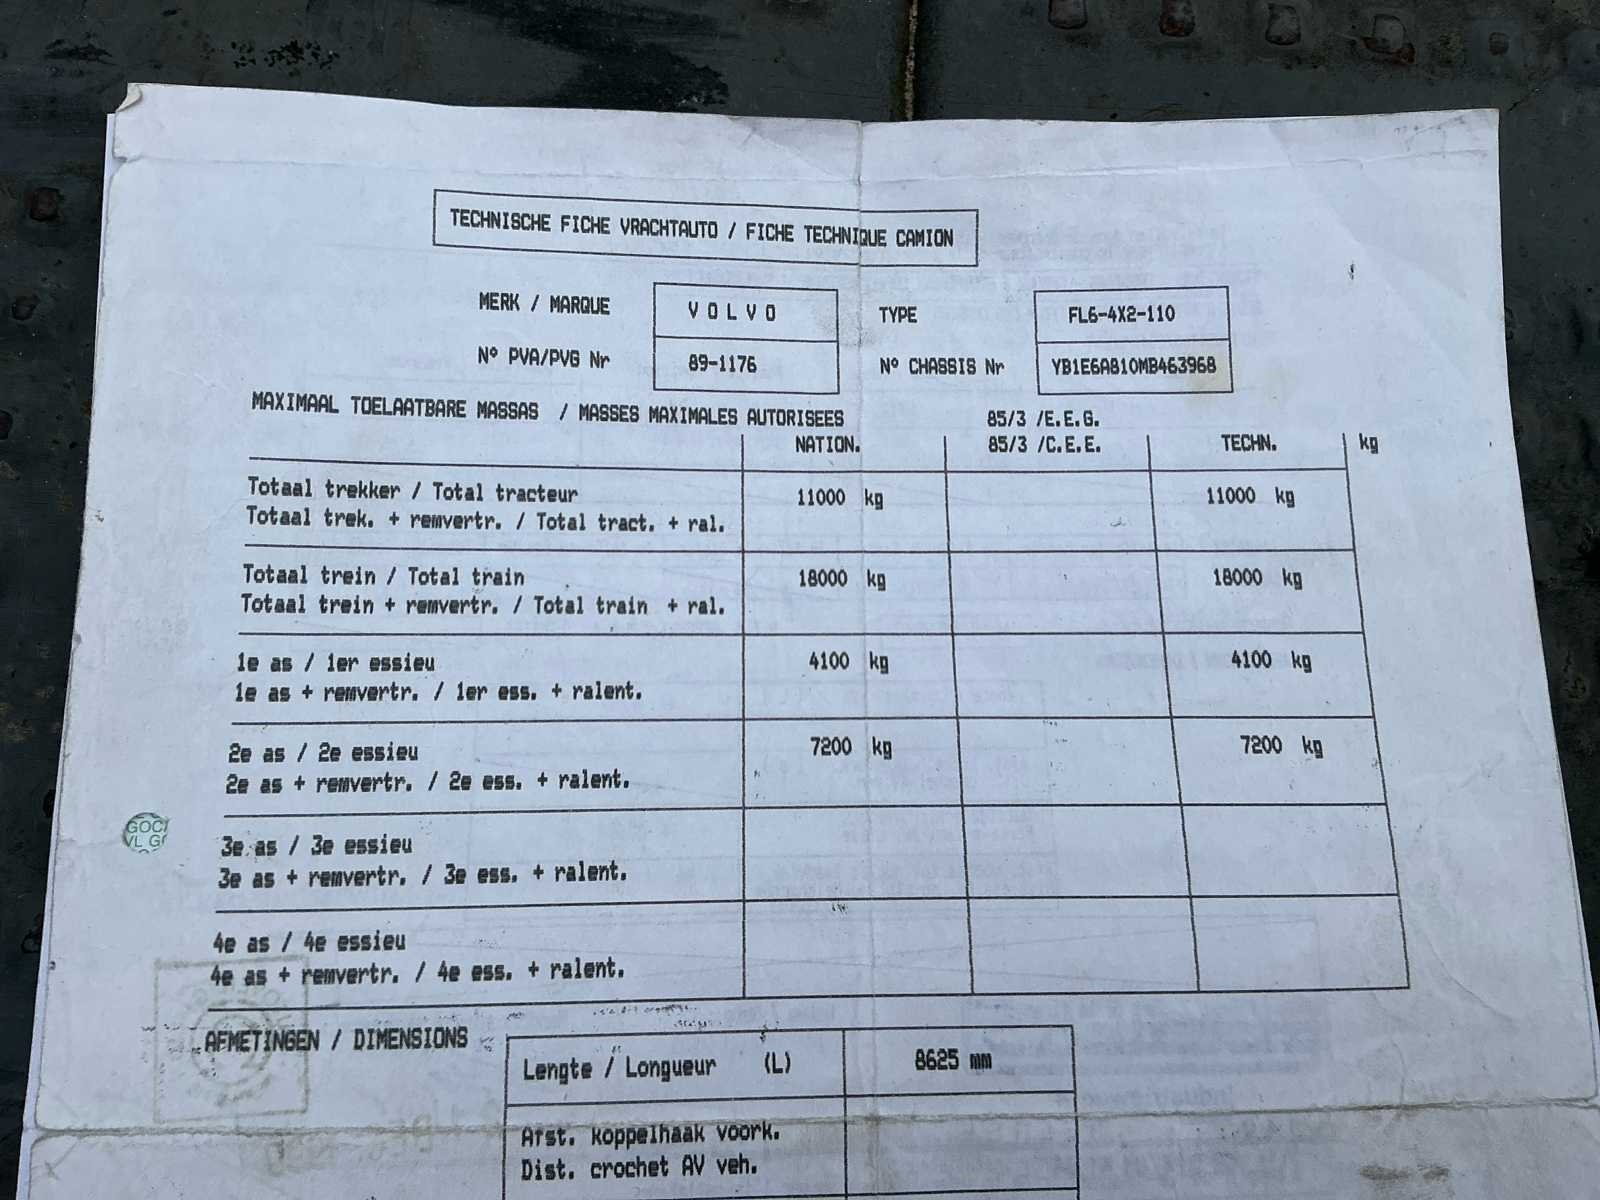 TECHNISCHE FICHE VRACHTAUTO / FICHE TECHNIQUE CAMION
MERK / MARQUE VOLVO TYPE FL6-4X2-110
N° PVA/PVG Nr 89-1176 N° CHASSIS Nr YB1E6A810MB463968
MAXIMAAL TOELAATBARE MASSAS / MASSES MAXIMALES AUTORISEES 85/3 /E.E.G.
NATION. 85/3 /C.E.E. TECHN. kg
Totaal trekker / Total tracteur 11000 kg 11000 kg
Totaal trek. + remvertr. / Total tract. + ral.
Totaal trein / Total train 18000 kg 18000 kg
Totaal trein + remvertr. / Total train + ral.
1e as / 1er essieu 4100 kg 4100 kg
1e as + remvertr. / 1er ess. + ralent.
2e as / 2e essieu 7200 kg 7200 kg
2e as + remvertr. / 2e ess. + ralent.
3e as / 3e essieu
3e as + remvertr. / 3e ess. + ralent.
4e as / 4e essieu
4e as + remvertr. / 4e ess. + ralent.
AFMETINGEN / DIMENSIONS
Lengte / Longueur (L) 8625 mm
Afst. koppelhaak voork.
Dist. crochet AV veh.